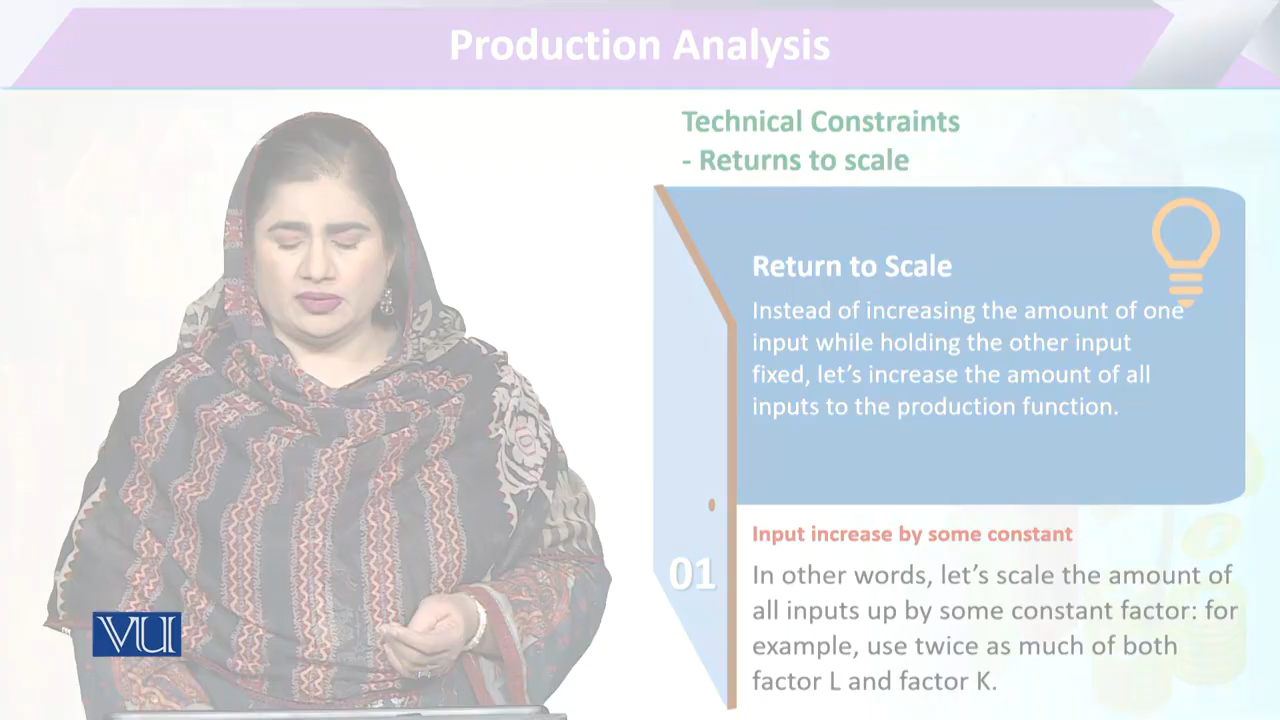 Production Analysis
Technical Constraints
- Returns to scale
Return to Scale
Instead of increasing the amount of one
input while holding the other input
fixed, let's increase the amount of all
inputs to the production function.
Input increase by some constant
01
In other words, let's scale the amount of
all inputs up by some constant factor: for
example, use twice as much of both
factor L and factor K.
VU